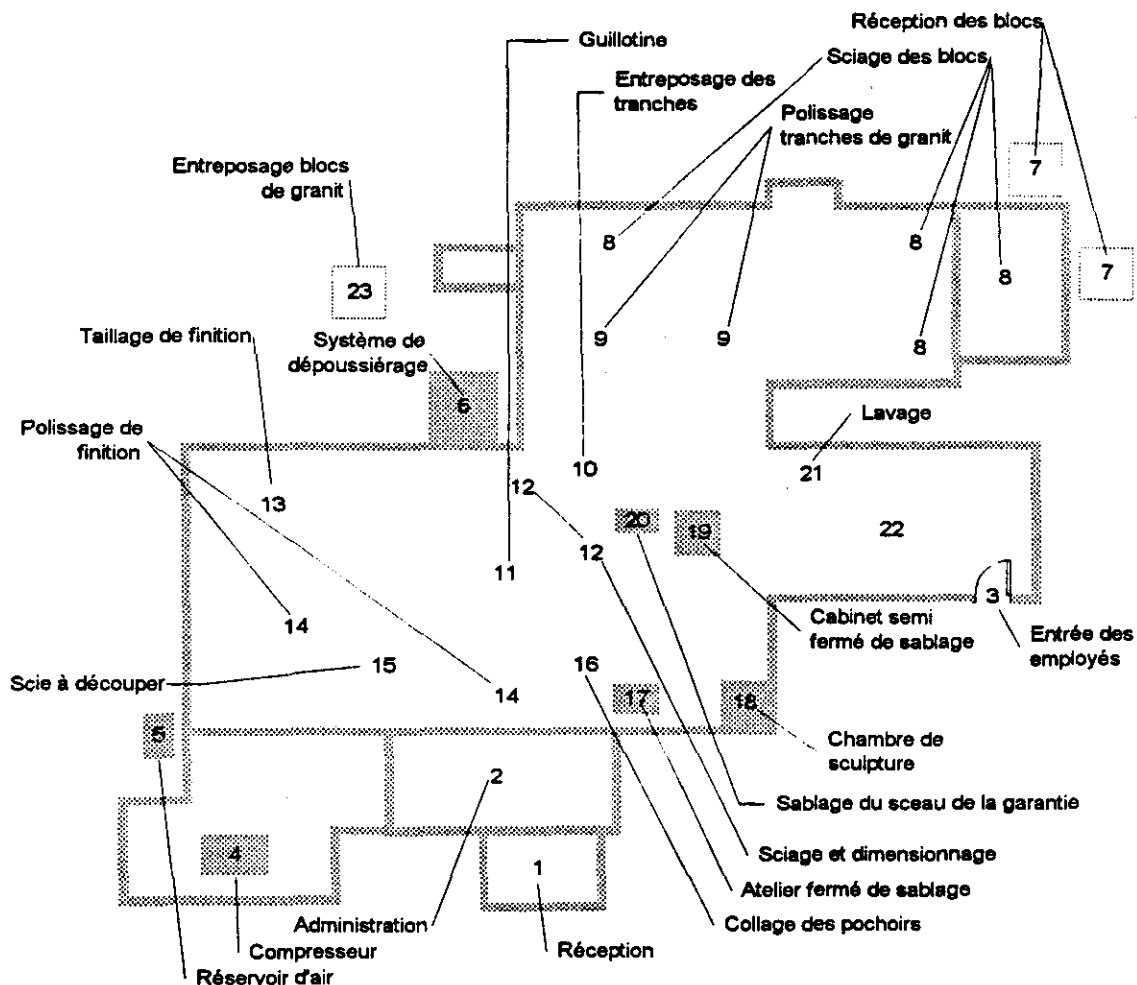 Réception des blocs
Guillotine
Sciage des blocs
Entreposage des
tranches
Polissage
tranches de granit
Entreposage blocs
de granit
7
8
8
23
8
7
Taillage de finition
Système de
dépoussiérage
9
9
8
6
Lavage
Polissage de
finition
10
21
12
13
20
19
22
12
11
3
14
Cabinet semi
fermé de sablage
Entrée des
employés
Scie à découper
15
16
14
17
18
5
Chambre de
sculpture
2
Sablage du sceau de la garantie
4
Sciage et dimensionnage
1
Atelier fermé de sablage
Administration
Collage des pochoirs
Compresseur
Réception
Réservoir d'air